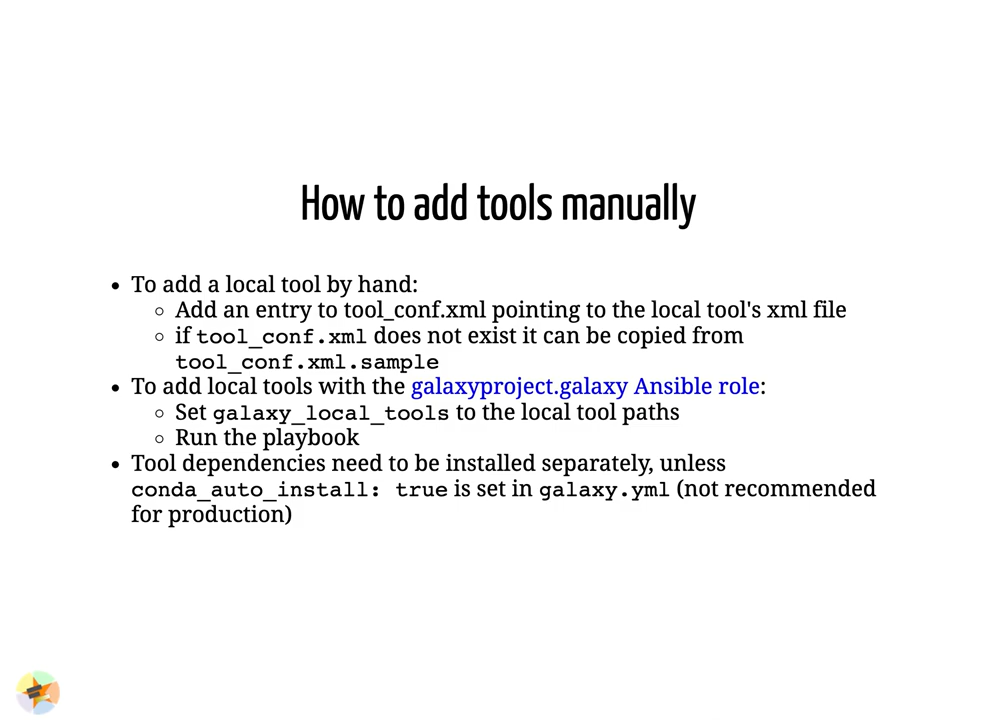 How to add tools manually
• To add a local tool by hand:
◦ Add an entry to tool_conf.xml pointing to the local tool's xml file
◦ if tool_conf.xml does not exist it can be copied from
tool_conf.xml.sample
• To add local tools with the galaxyproject.galaxy Ansible role:
◦ Set galaxy_local_tools to the local tool paths
◦ Run the playbook
• Tool dependencies need to be installed separately, unless
conda_auto_install: true is set in galaxy.yml (not recommended
for production)